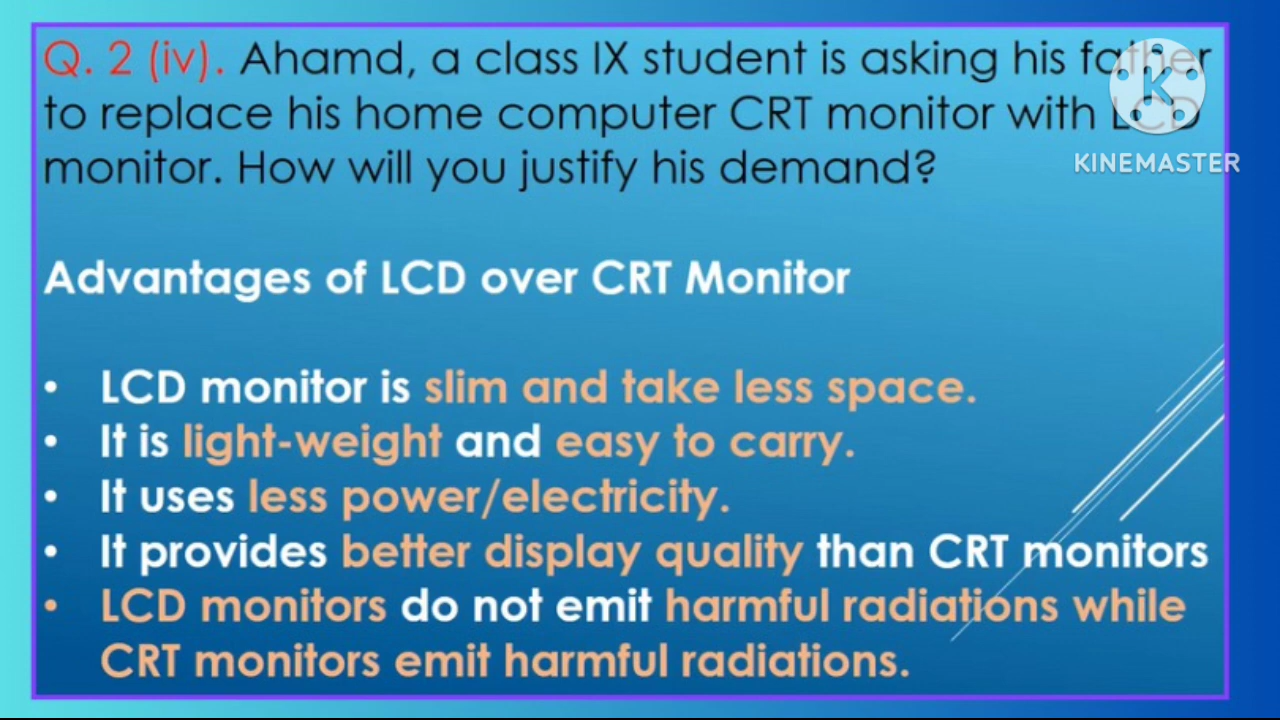 Q. 2 (iv). Ahamd, a class IX student is asking his father
to replace his home computer CRT monitor with LCD
monitor. How will you justify his demand?
KINEMASTER
Advantages of LCD over CRT Monitor
• LCD monitor is slim and take less space.
• It is light-weight and easy to carry.
• It uses less power/electricity.
• It provides better display quality than CRT monitors
• LCD monitors do not emit harmful radiations while
CRT monitors emit harmful radiations.